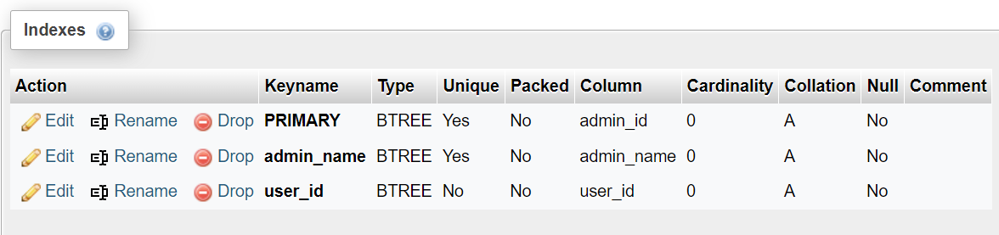 Indexes
Action Keyname Type Unique Packed Column Cardinality Collation Null Comment
Edit Rename Drop PRIMARY BTREE Yes No admin_id 0 A No
Edit Rename Drop admin_name BTREE Yes No admin_name 0 A No
Edit Rename Drop user_id BTREE No No user_id 0 A No